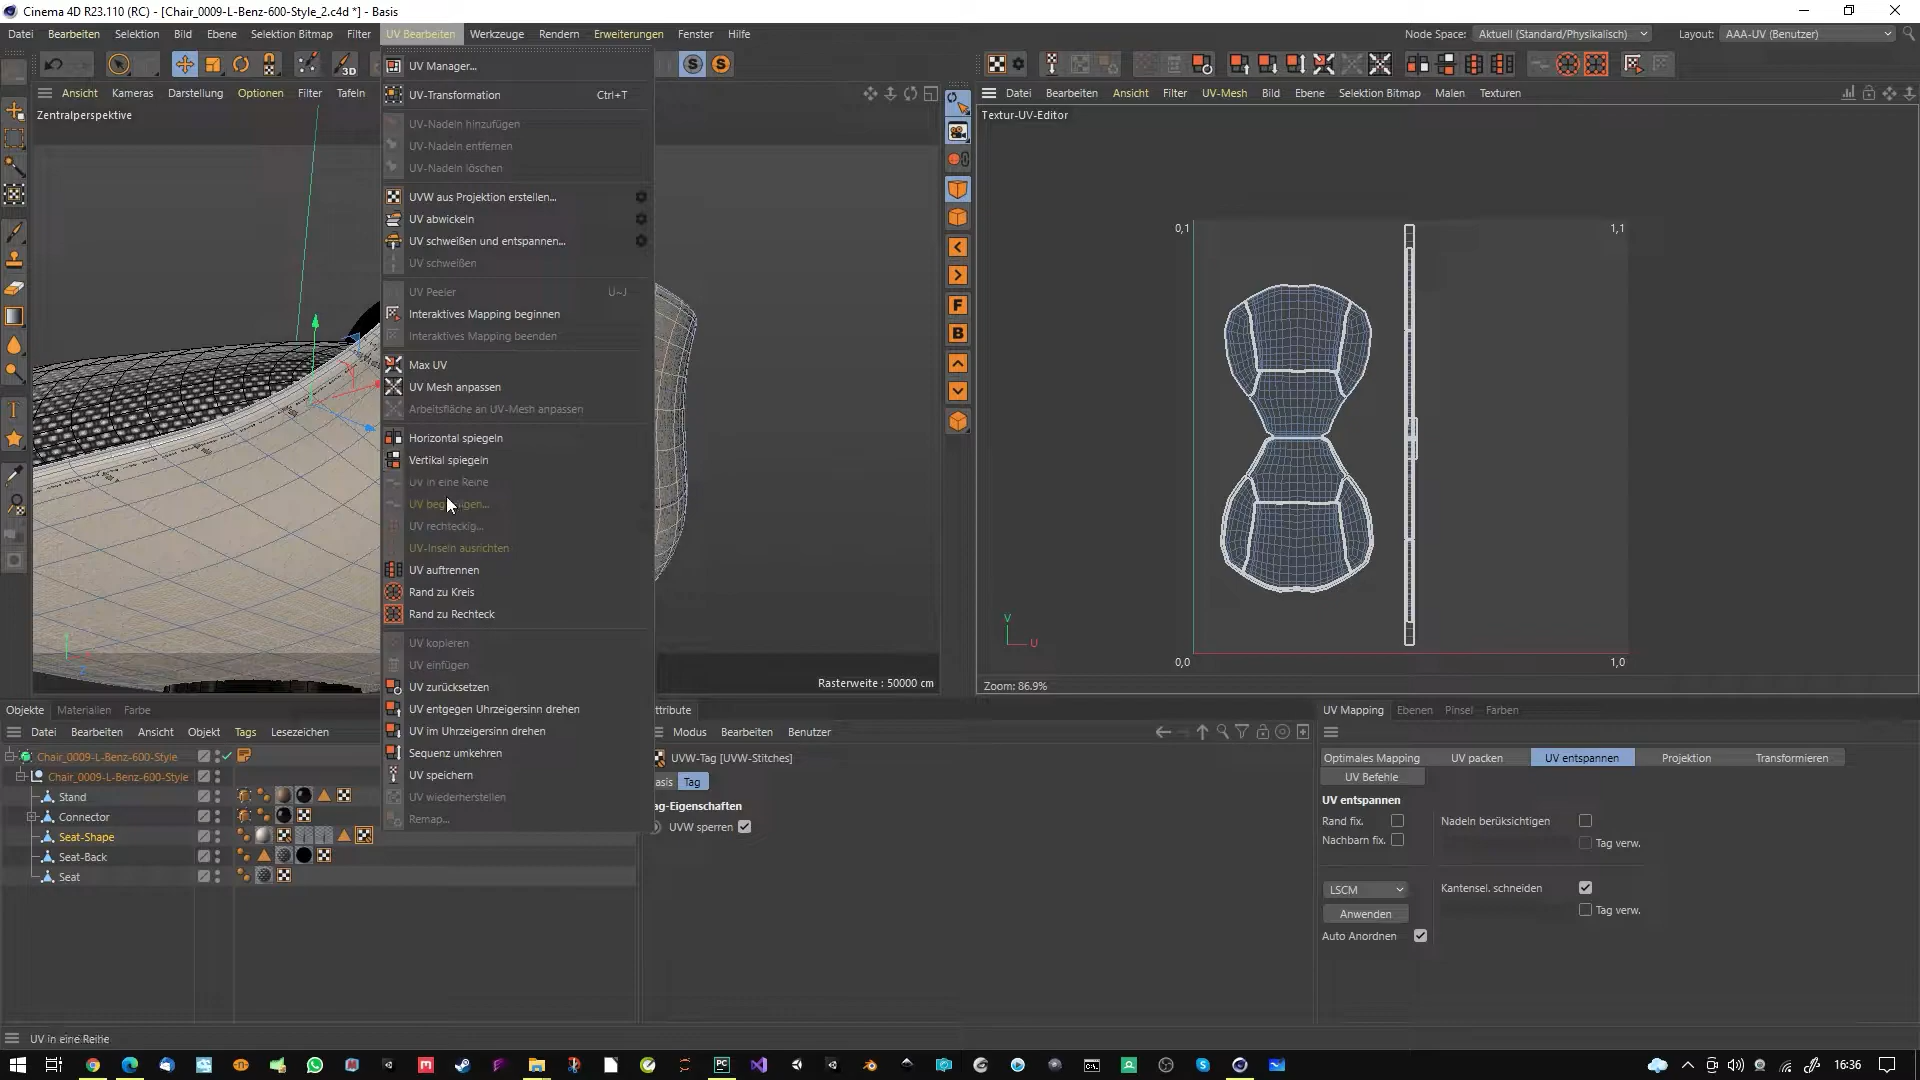 Cinema 4D R23.110 (RC) - [Chair_0009-L-Benz-600-Style_2.c4d *] - Basis
Datei Bearbeiten Selektion Bild Ebene Selektion Bitmap Filter UV Bearbeiten Werkzeuge Rendern Erweiterungen Fenster Hilfe
Node Space: Aktuell (Standard/Physikalisch) Layout: AAA-UV (Benutzer)
Ansicht Kameras Darstellung Optionen Filter Tafeln
Zentralperspektive
UV Manager...
UV-Transformation Ctrl+T
UV-Nadeln hinzufügen
UV-Nadeln entfernen
UV-Nadeln löschen
UVW aus Projektion erstellen...
UV abwickeln
UV schweißen und entspannen...
UV schweißen
UV Peeler U~J
Interaktives Mapping beginnen
Interaktives Mapping beenden
Max UV
UV Mesh anpassen
Arbeitsfläche an UV-Mesh anpassen
Horizontal spiegeln
Vertikal spiegeln
UV in eine Reihe
UV rechteckig...
UV-Inseln ausrichten
UV auftrennen
Rand zu Kreis
Rand zu Rechteck
UV kopieren
UV einfügen
UV zurücksetzen
UV entgegen Uhrzeigersinn drehen
UV im Uhrzeigersinn drehen
Sequenz umkehren
UV speichern
UV wiederherstellen
Remap...
Rasterweite : 50000 cm
Datei Bearbeiten Ansicht Filter UV-Mesh Bild Ebene Selektion Bitmap Malen Texturen
Textur-UV-Editor
0,1 1,1
V
U
0,0 1,0
Zoom: 86.9%
Objekte Materialien Farbe
Datei Bearbeiten Ansicht Objekt Tags Lesezeichen
Chair_0009-L-Benz-600-Style
Chair_0009-L-Benz-600-Style
Stand
Connector
Seat-Shape
Seat-Back
Seat
ttribute
Modus Bearbeiten Benutzer
UVW-Tag [UVW-Stitches]
asis Tag
ag-Eigenschaften
UVW sperren
UV Mapping Ebenen Pinsel Farben
Optimales Mapping UV packen UV entspannen Projektion Transformieren
UV Befehle
UV entspannen
Rand fix. Nadeln berüksichtigen
Nachbarn fix. Tag verw.
LSCM Kantensel. schneiden
Anwenden Tag verw.
Auto Anordnen
UV in eine Reihe
16:36